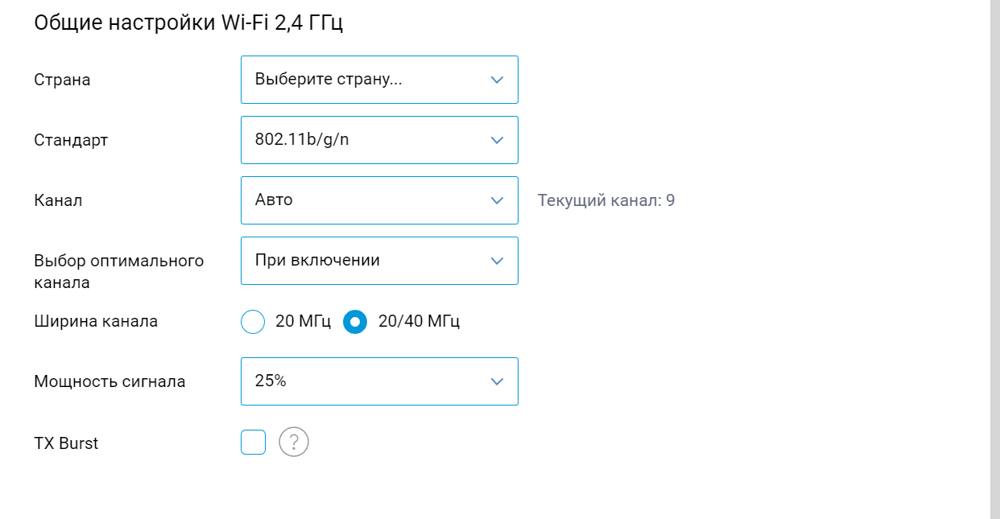 Общие настройки Wi-Fi 2,4 ГГц
Страна
Выберите страну...
Стандарт
802.11b/g/n
Канал
Авто
Текущий канал: 9
Выбор оптимального
канала
При включении
Ширина канала
20 МГц
20/40 МГц
Мощность сигнала
25%
TX Burst
?